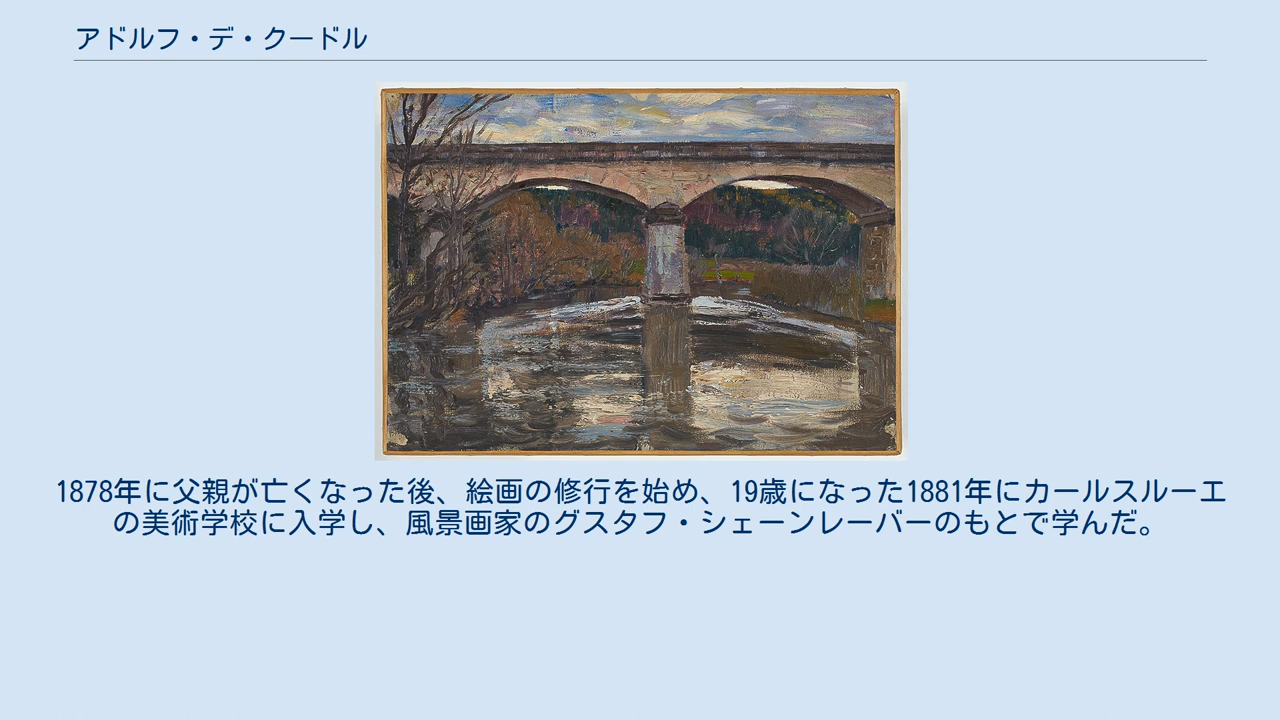 アドルフ・デ・クードル
1878年に父親が亡くなった後、絵画の修行を始め、19歳になった1881年にカールスルーエ
の美術学校に入学し、風景画家のグスタフ・シェーンレーバーのもとで学んだ。